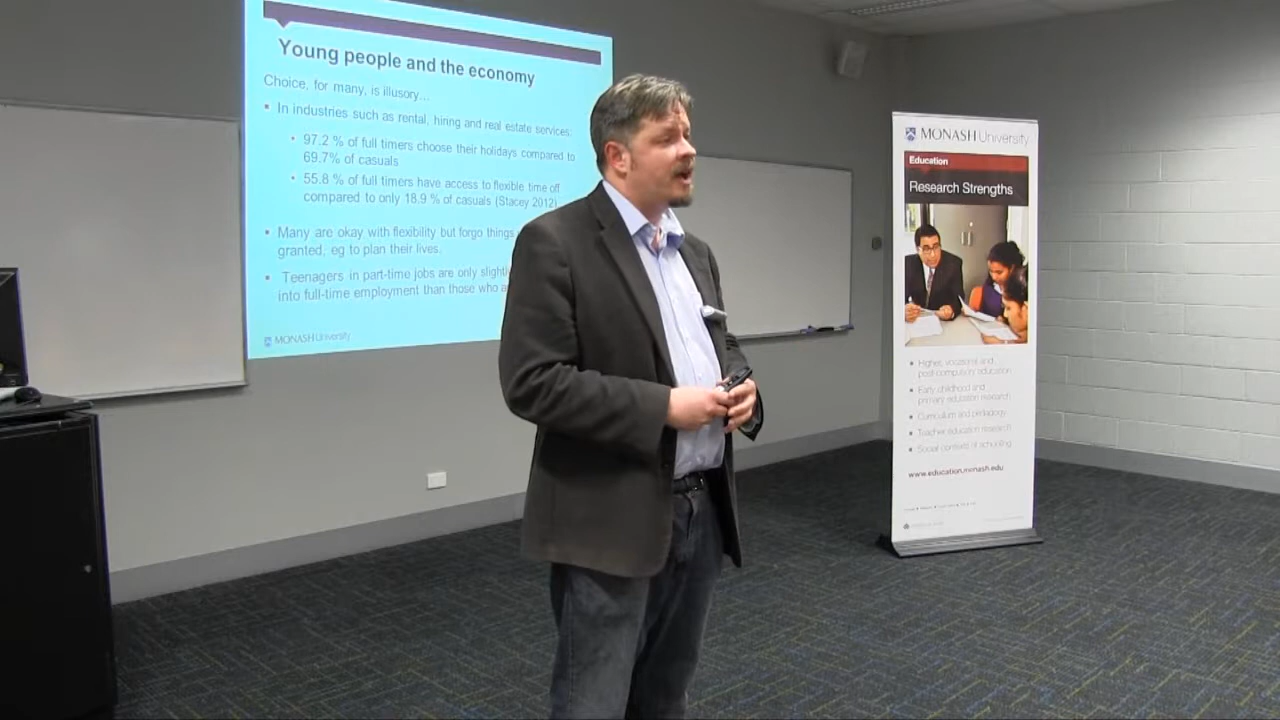 Young people and the economy
Choice, for many, is illusory...
In industries such as rental, hiring and real estate services:
97.2 % of full timers choose their holidays compared to
69.7% of casuals
55.8 % of full timers have access to flexible time off
compared to only 18.9 % of casuals (Stacey 2012)
Many are okay with flexibility but forgo things
granted, eg to plan their lives.
Teenagers in part-time jobs are only
into full-time employment than those who
MONASH University
MONASH University
Education
Research Strengths
Higher, vocational and
post-compulsory education
Early childhood and
primary education research
Curriculum and pedagogy
Teacher education research
Social contexts of schooling
www.education.monash.edu